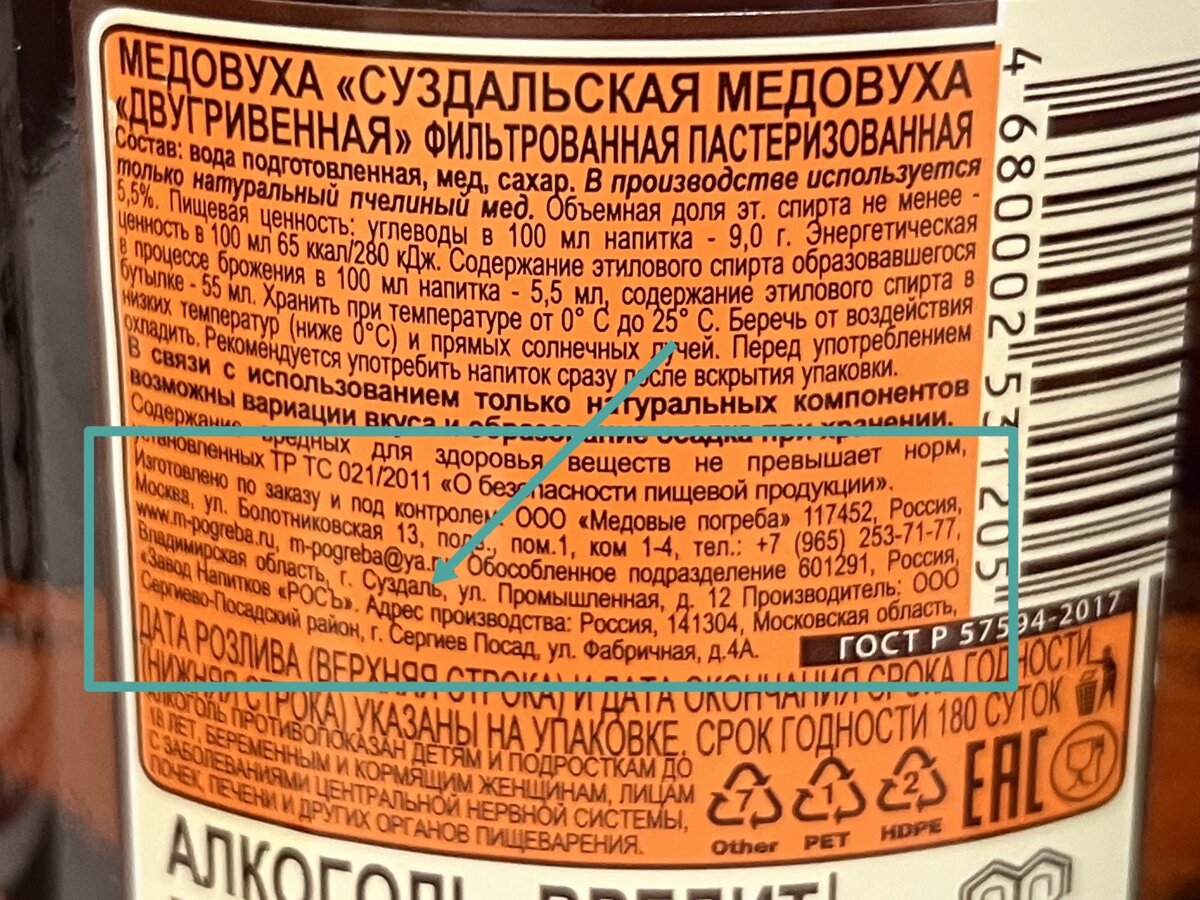 МЕДОВУХА «СУЗДАЛЬСКАЯ МЕДОВУХА
«ДВУГРИВЕННАЯ» ФИЛЬТРОВАННАЯ ПАСТЕРИЗОВАННАЯ
Состав: вода подготовленная, мед, сахар. В производстве используется
только натуральный пчелиный мед. Объемная доля эт. спирта не менее -
5,5%. Пищевая ценность: углеводы в 100 мл напитка - 9,0 г. Энергетическая
ценность в 100 мл 65 ккал/280 кДж. Содержание этилового спирта образовавшегося
в процессе брожения в 100 мл напитка - 5,5 мл, содержание этилового спирта в
бутылке - 55 мл. Хранить при температуре от 0° С до 25° С. Беречь от воздействия
низких температур (ниже 0°С) и прямых солнечных лучей. Перед употреблением
охладить. Рекомендуется употребить напиток сразу после вскрытия упаковки.
В связи с использованием только натуральных компонентов
возможны вариации вкуса и образование осадка при хранении.
Содержание вредных для здоровья веществ не превышает норм,
установленных ТР ТС 021/2011 «О безопасности пищевой продукции».
Изготовлено по заказу и под контролем ООО «Медовые погреба» 117452, Россия,
Москва, ул. Болотниковская 13, подв., пом.1, ком 1-4, тел.: +7 (965) 253-71-77,
www.m-pogreba.ru, m-pogreba@ya.ru Обособленное подразделение 601291, Россия,
Владимирская область, г. Суздаль, ул. Промышленная, д. 12 Производитель: ООО
«Завод Напитков «РОСЪ». Адрес производства: Россия, 141304, Московская область,
Сергиево-Посадский район, г. Сергиев Посад, ул. Фабричная, д.4А.
ГОСТ Р 57594-2017
ДАТА РОЗЛИВА (ВЕРХНЯЯ СТРОКА) И ДАТА ОКОНЧАНИЯ СРОКА ГОДНОСТИ
(НИЖНЯЯ СТРОКА) УКАЗАНЫ НА УПАКОВКЕ. СРОК ГОДНОСТИ 180 СУТОК
АЛКОГОЛЬ ПРОТИВОПОКАЗАН ДЕТЯМ И ПОДРОСТКАМ ДО
18 ЛЕТ, БЕРЕМЕННЫМ И КОРМЯЩИМ ЖЕНЩИНАМ, ЛИЦАМ
С ЗАБОЛЕВАНИЯМИ ЦЕНТРАЛЬНОЙ НЕРВНОЙ СИСТЕМЫ,
ПОЧЕК, ПЕЧЕНИ И ДРУГИХ ОРГАНОВ ПИЩЕВАРЕНИЯ.
7 1 2
Other PET HDPE
EAC
4 680002 531205
АЛКОГОЛЬ ВРЕДИТ!